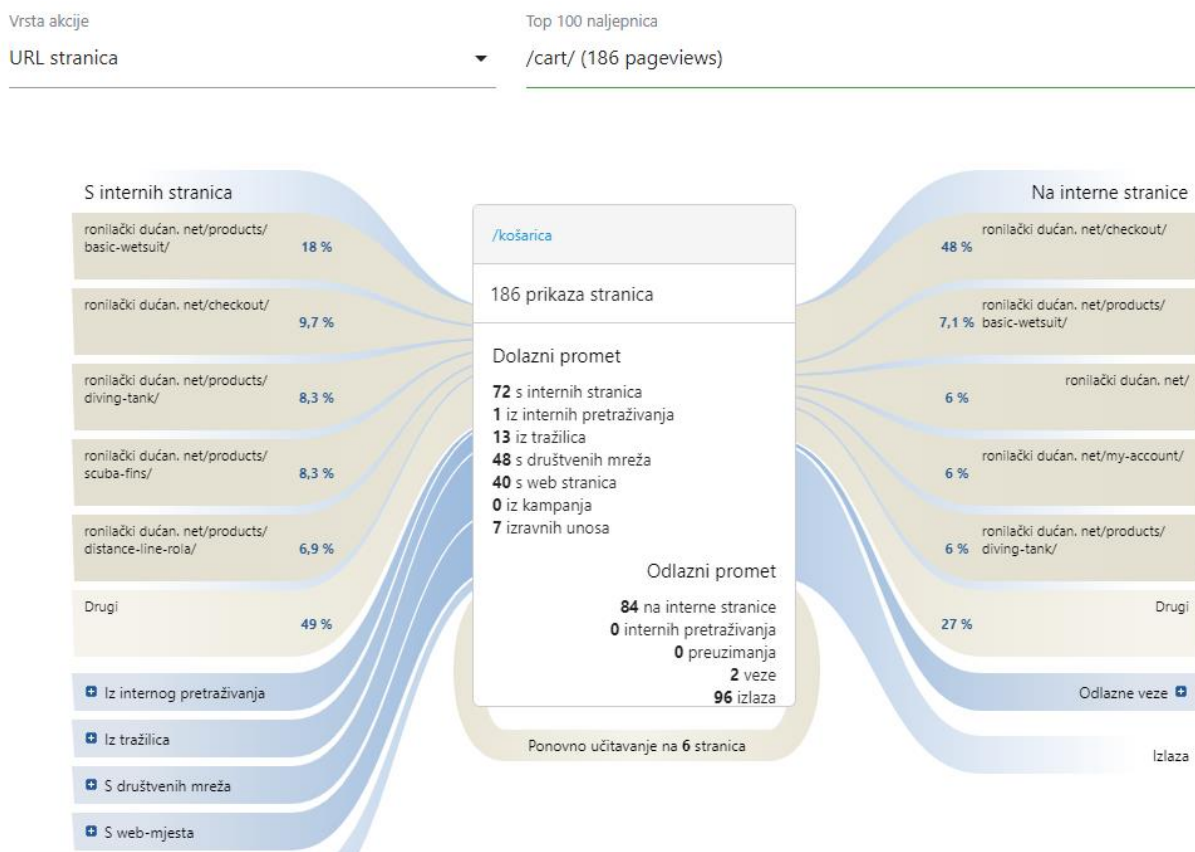 Vrsta akcije
URL stranica
Top 100 naljepnica
/cart/ (186 pageviews)
S internih stranica
ronilački dućan. net/products/
basic-wetsuit/
18 %
ronilački dućan. net/checkout/
9,7 %
ronilački dućan. net/products/
diving-tank/
8,3 %
ronilački dućan. net/products/
scuba-fins/
8,3 %
ronilački dućan. net/products/
distance-line-rola/
6,9 %
Drugi
49 %
Iz internog pretraživanja
Iz tražilica
S društvenih mreža
S web-mjesta
/košarica
186 prikaza stranica
Dolazni promet
72 s internih stranica
1 iz internih pretraživanja
13 iz tražilica
48 s društvenih mreža
40 s web stranica
0 iz kampanja
7 izravnih unosa
Odlazni promet
84 na interne stranice
0 internih pretraživanja
0 preuzimanja
2 veze
96 izlaza
Ponovno učitavanje na 6 stranica
Na interne stranice
ronilački dućan. net/checkout/
48 %
ronilački dućan. net/products/
7,1 % basic-wetsuit/
ronilački dućan. net/
6 %
ronilački dućan. net/my-account/
6 %
ronilački dućan. net/products/
6 % diving-tank/
Drugi
27 %
Odlazne veze
Izlaza